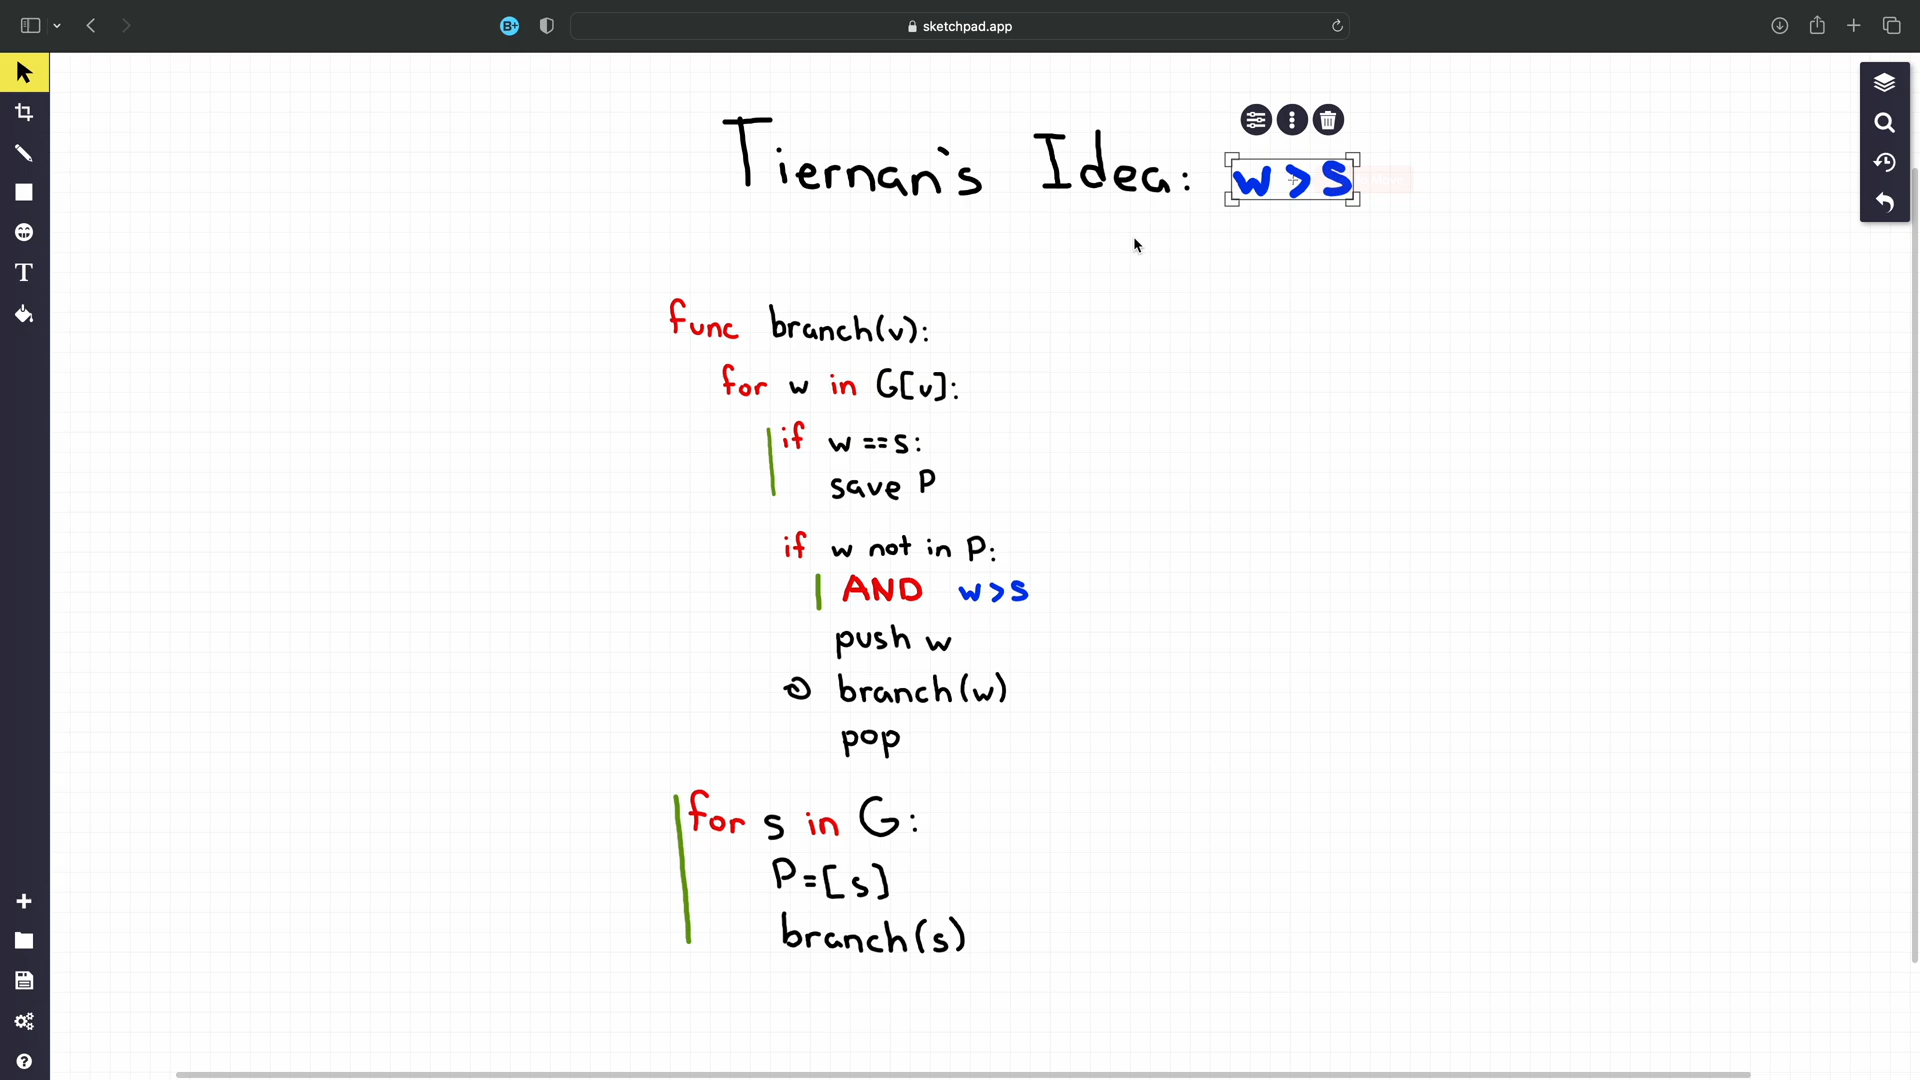 sketchpad.app
Tiernan's Idea: w>s
func branch(v):
for w in G[v]:
if w==s:
save P
if w not in P:
AND w>s
push w
branch(w)
pop
for s in G:
P=[s]
branch(s)